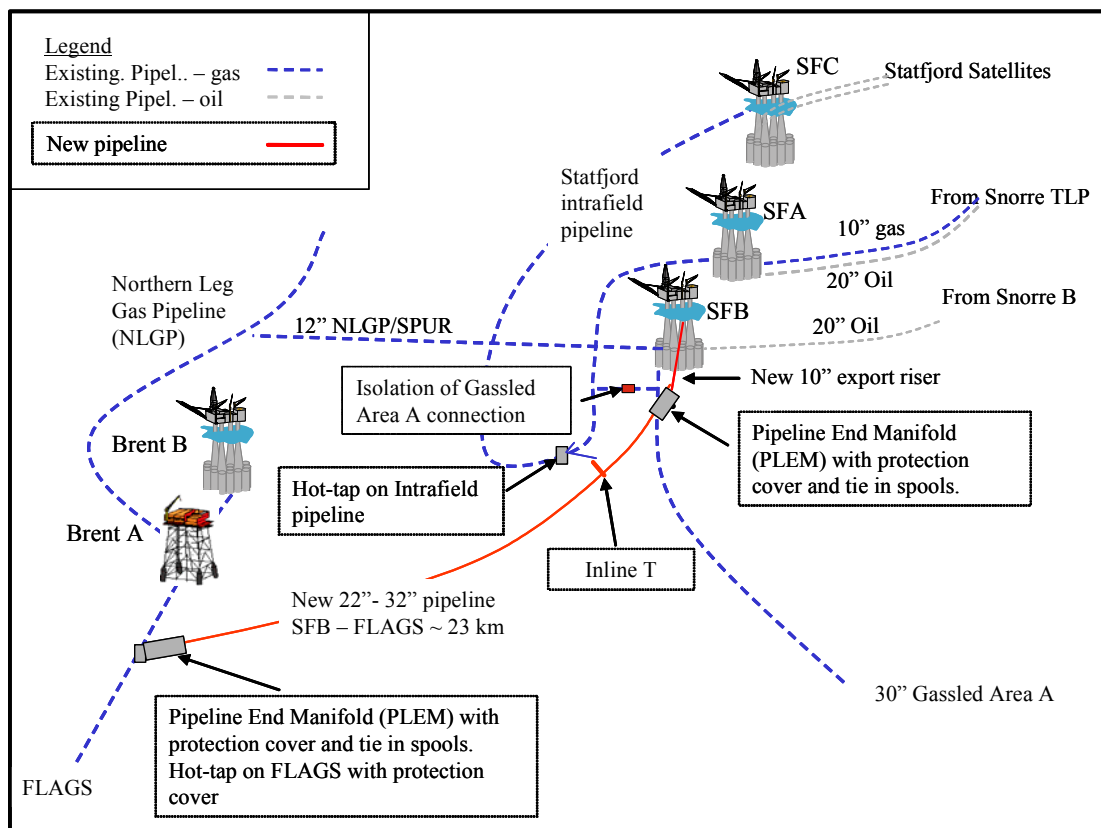 Legend
Existing. Pipel.. – gas
Existing Pipel. – oil
New pipeline
SFC
Statfjord Satellites
Statfjord
intrafield
pipeline
SFA
From Snorre TLP
10” gas
20” Oil
Northern Leg
Gas Pipeline
(NLGP)
12” NLGP/SPUR
SFB
From Snorre B
20” Oil
Isolation of Gassled
Area A connection
New 10” export riser
Brent B
Pipeline End Manifold
(PLEM) with protection
cover and tie in spools.
Hot-tap on Intrafield
pipeline
Brent A
Inline T
New 22”- 32” pipeline
SFB – FLAGS ~ 23 km
30” Gassled Area A
Pipeline End Manifold (PLEM) with
protection cover and tie in spools.
Hot-tap on FLAGS with protection
cover
FLAGS